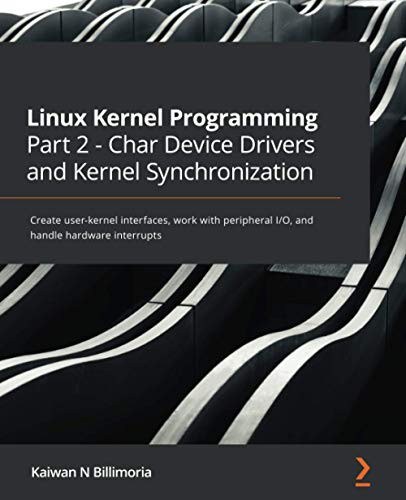 Linux Kernel Programming
Part 2 - Char Device Drivers
and Kernel Synchronization
Create user-kernel interfaces, work with peripheral I/O, and
handle hardware interrupts
Kaiwan N Billimoria